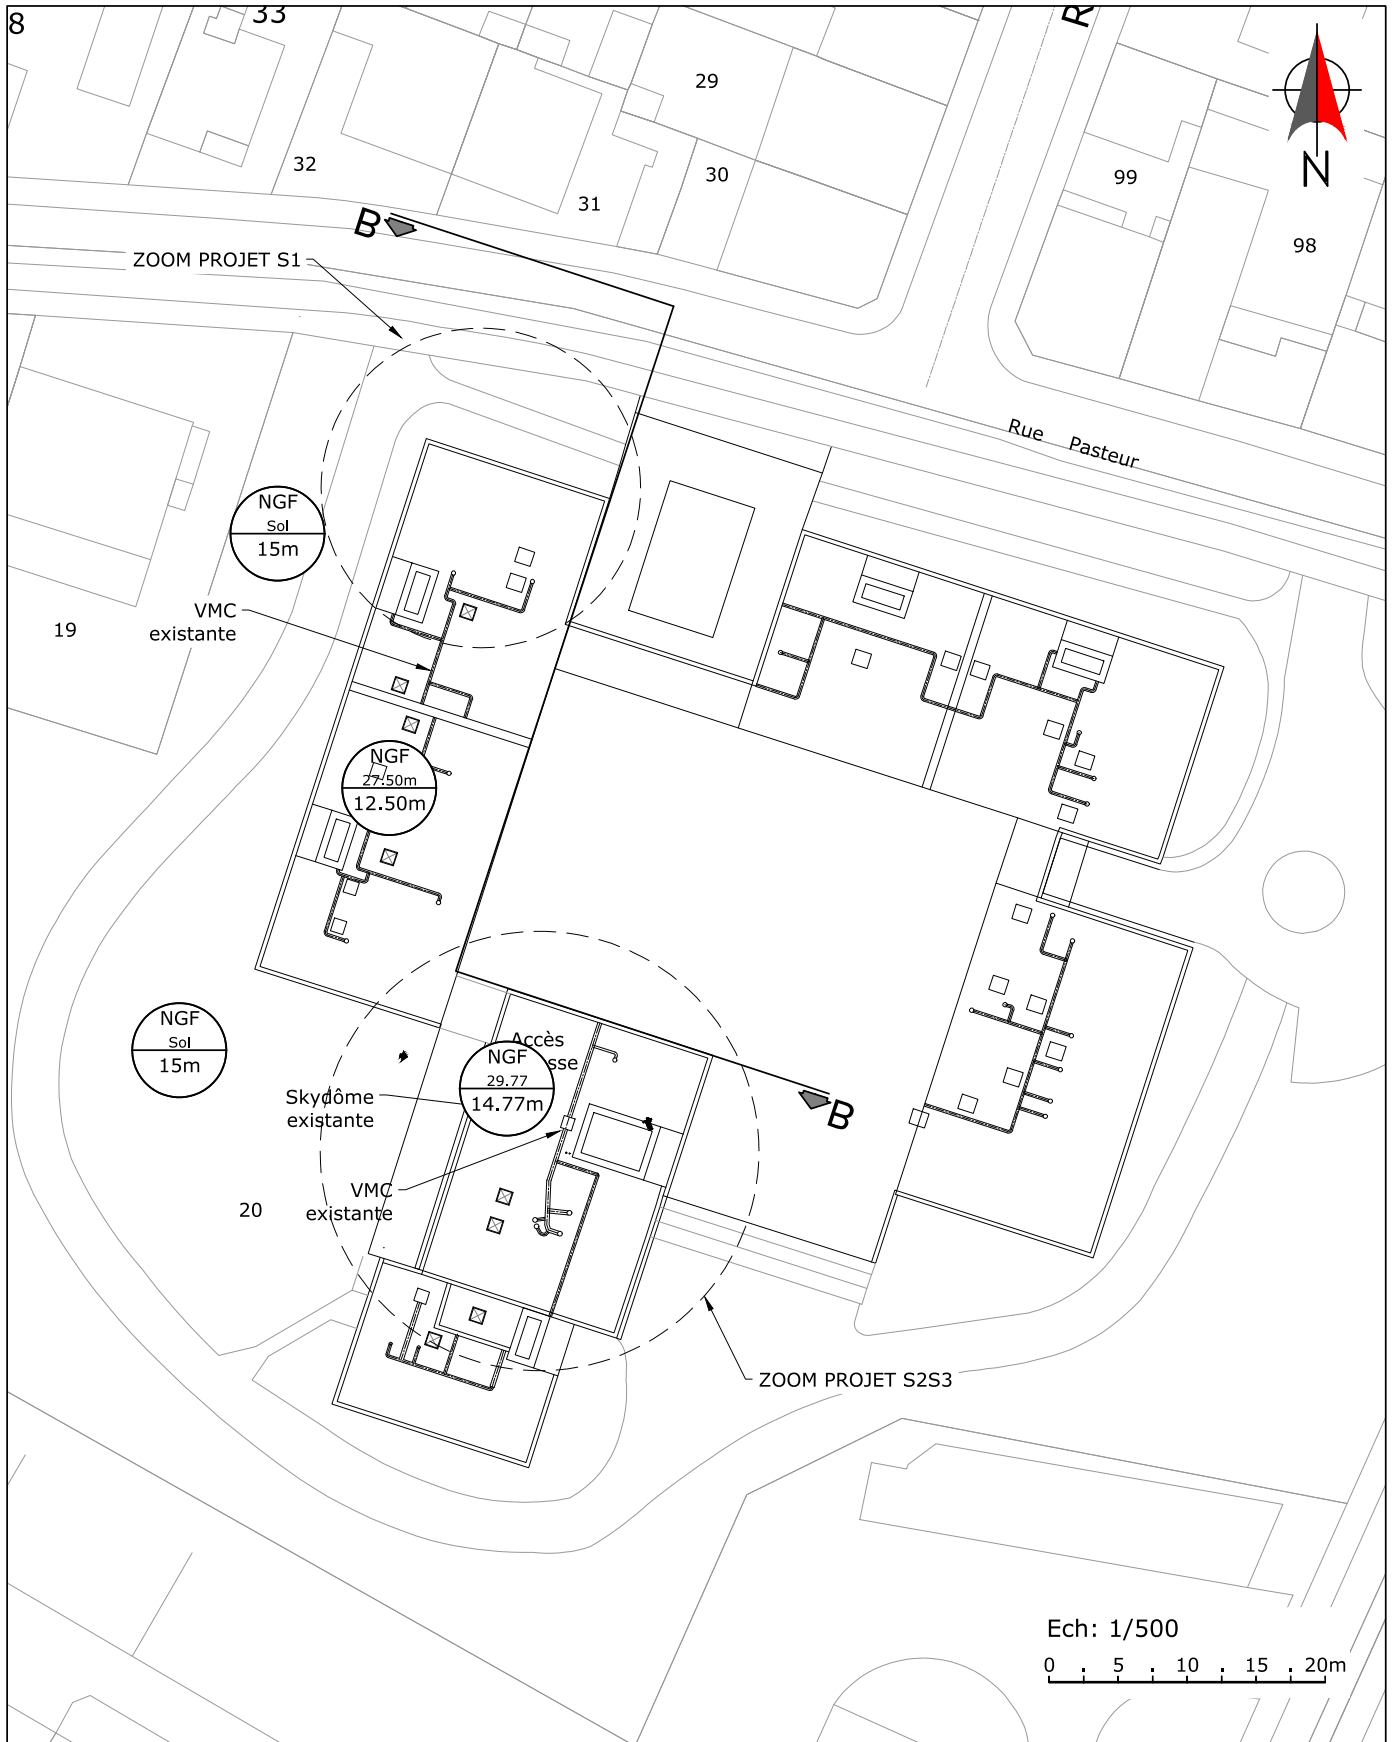 8
33
29
32
30
31
99
98
N
B
ZOOM PROJET S1
Rue Pasteur
NGF
Sol
15m
VMC
existante
19
NGF
27.50m
12.50m
NGF
Sol
15m
Accès
NGF
29.77
14.77m
Skydôme
existante
B
VMC
existante
20
ZOOM PROJET S2S3
Ech: 1/500
0 5 10 15 20m